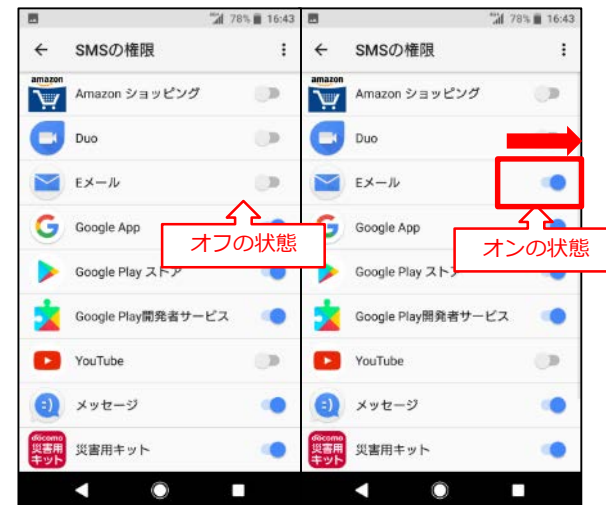 78% 16:43
SMSの権限
amazon
Amazon ショッピング
Duo
Eメール
Google App
オフの状態
Google Play ストア
Google Play開発者サービス
YouTube
メッセージ
docomo
災害用
キット
災害用キット
78% 16:43
SMSの権限
amazon
Amazon ショッピング
Duo
Eメール
Google App
オンの状態
Google Play ストア
Google Play開発者サービス
YouTube
メッセージ
docomo
災害用
キット
災害用キット